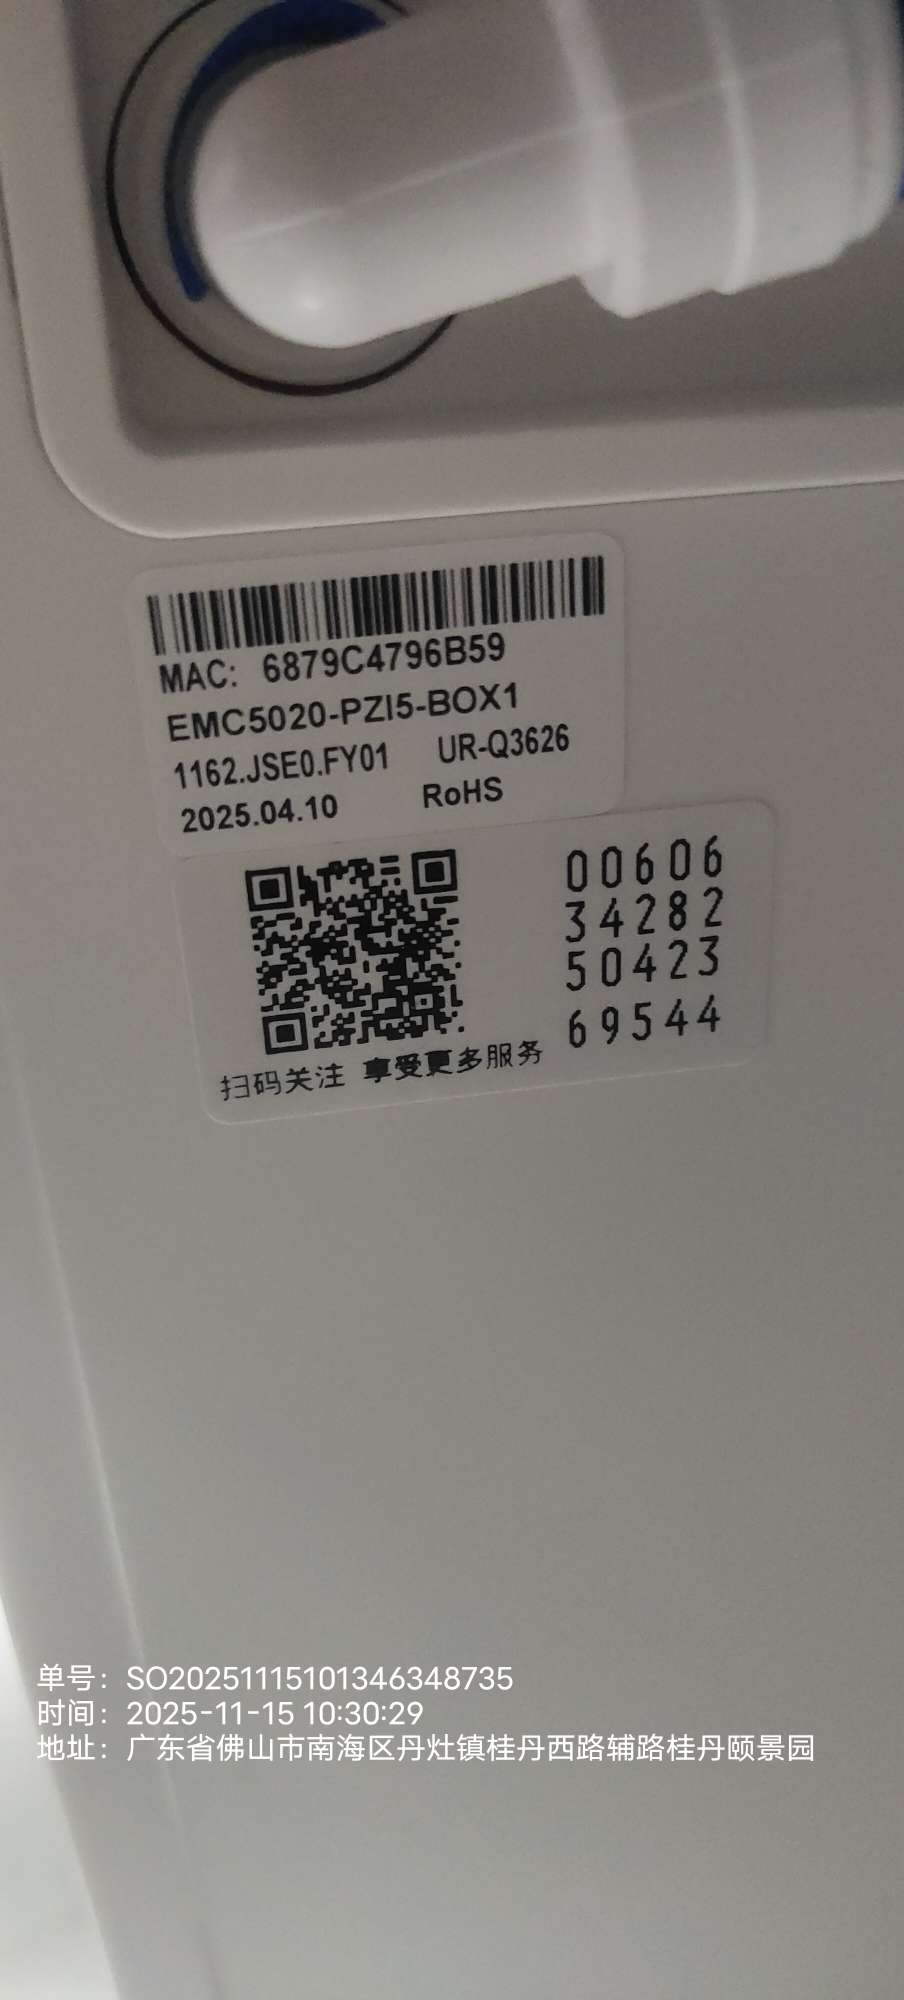 MAC: 6879C4796B59
EMC5020-PZI5-BOX1
1162.JSE0.FY01 UR-Q3626
2025.04.10 RoHS
00606
34282
50423
69544
扫码关注 享受更多服务
单号：SO20251115101346348735
时间：2025-11-15 10:30:29
地址：广东省佛山市南海区丹灶镇桂丹西路辅路桂丹颐景园